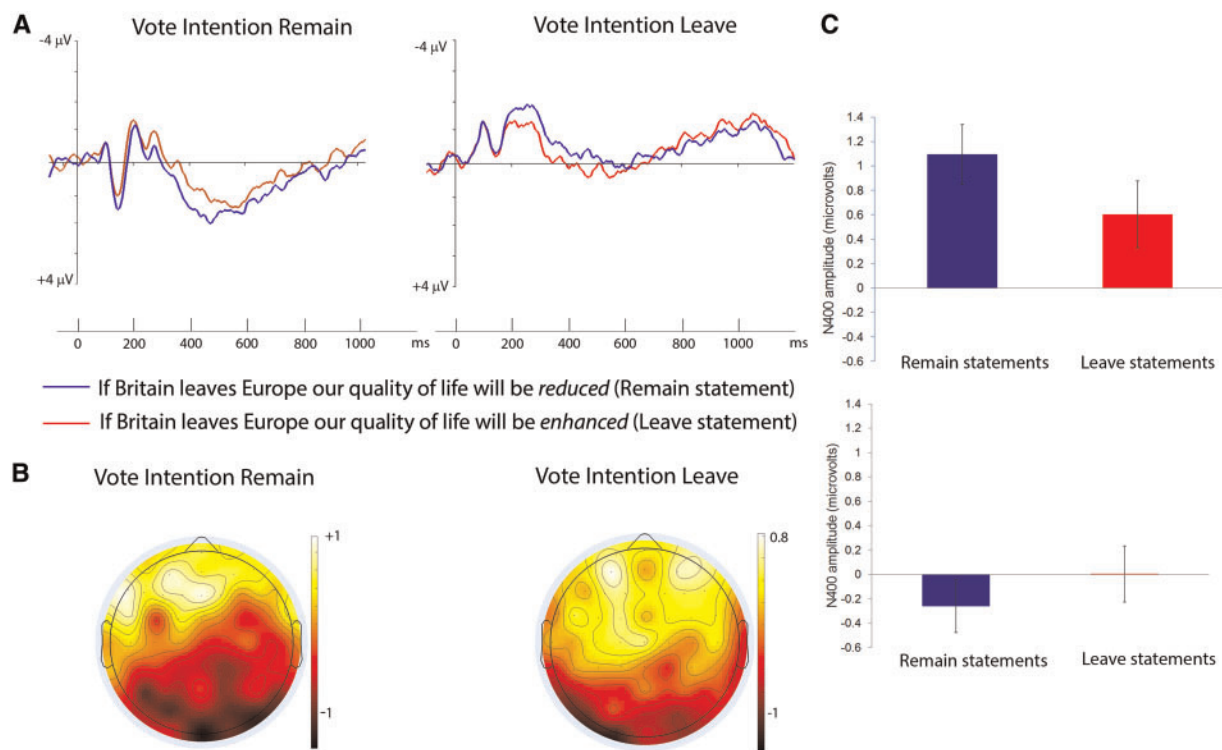 A
Vote Intention Remain
-4 µV
+4 µV
0 200 400 600 800 1000 ms
Vote Intention Leave
-4 µV
+4 µV
0 200 400 600 800 1000 ms
If Britain leaves Europe our quality of life will be reduced (Remain statement)
If Britain leaves Europe our quality of life will be enhanced (Leave statement)
B
Vote Intention Remain
+1
-1
Vote Intention Leave
0.8
-1
C
N400 amplitude (microvolts)
1.4
1.2
1
0.8
0.6
0.4
0.2
0
-0.2
-0.4
-0.6
Remain statements Leave statements
N400 amplitude (microvolts)
1.4
1.2
1
0.8
0.6
0.4
0.2
0
-0.2
-0.4
-0.6
Remain statements Leave statements